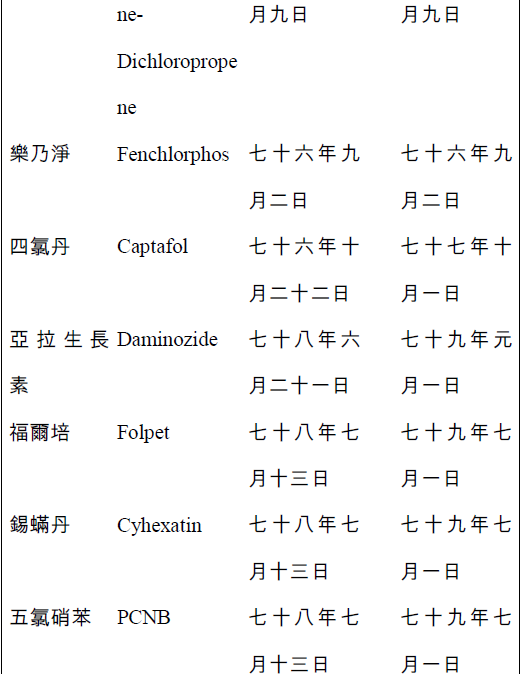 ne- 月九日 月九日
Dichloroprope
ne
樂乃淨 Fenchlorphos 七十六年九 七十六年九
月二日 月二日
四氯丹 Captafol 七十六年十 七十七年十
月二十二日 月一日
亞拉生長 Daminozide 七十八年六 七十九年元
素 月二十一日 月一日
福爾培 Folpet 七十八年七 七十九年七
月十三日 月一日
錫蟎丹 Cyhexatin 七十八年七 七十九年七
月十三日 月一日
五氯硝苯 PCNB 七十八年七 七十九年七
月十三日 月一日